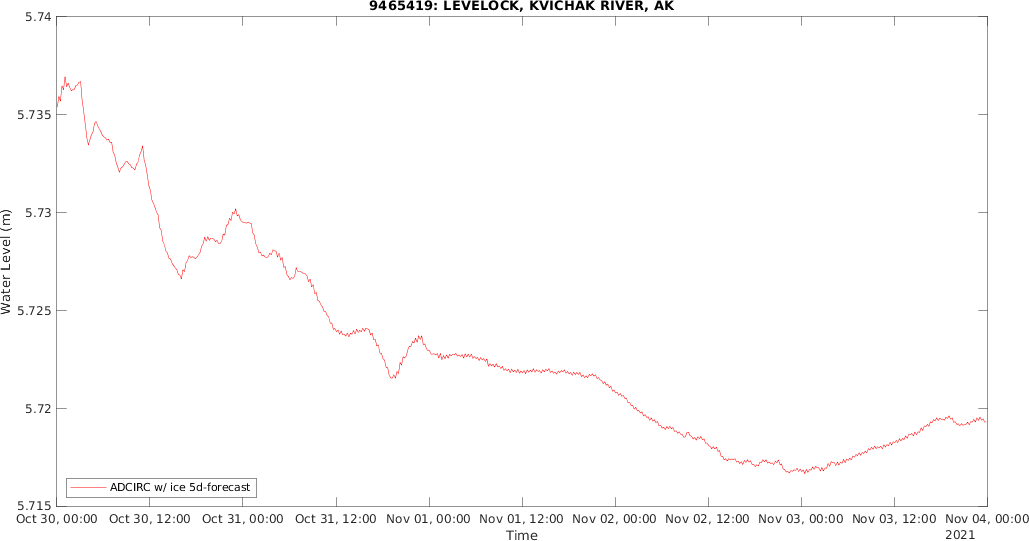 9465419: LEVELOCK, KVICHAK RIVER, AK
5.74
5.735
5.73
5.725
5.72
5.715
Water Level (m)
ADCIRC w/ ice 5d-forecast
Oct 30, 00:00 Oct 30, 12:00 Oct 31, 00:00 Oct 31, 12:00 Nov 01, 00:00 Nov 01, 12:00 Nov 02, 00:00 Nov 02, 12:00 Nov 03, 00:00 Nov 03, 12:00 Nov 04, 00:00
2021
Time